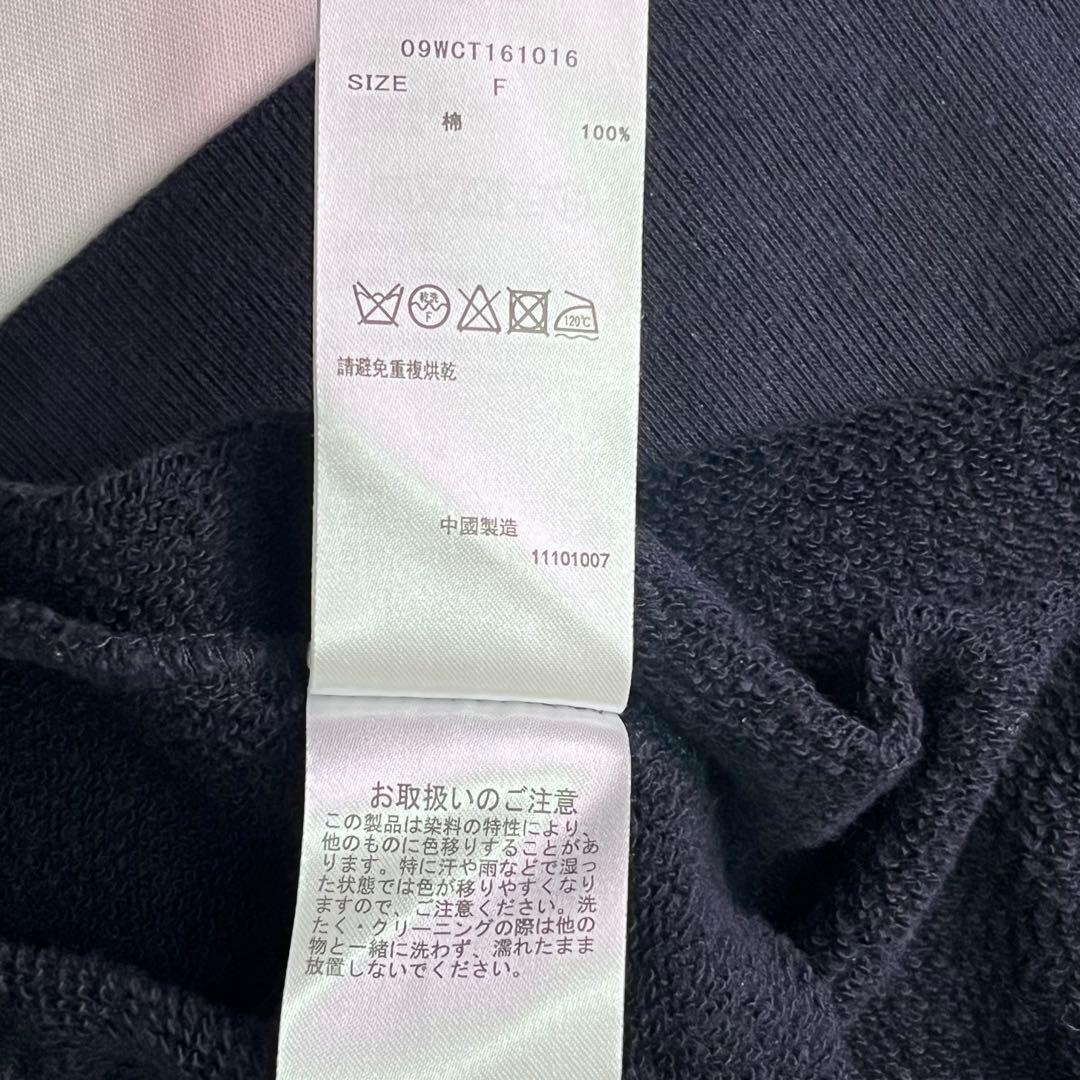 09WCT161016
SIZE F
棉 100%
乾洗
F
120℃
請避免重複烘乾
中國製造
11101007
お取扱いのご注意
この製品は染料の特性により、
他のものに色移りすることがあ
ります。特に汗や雨などで湿っ
た状態では色が移りやすくなり
ますので、ご注意ください。洗
たく・クリーニングの際は他の
物と一緒に洗わず、濡れたまま
放置しないでください。